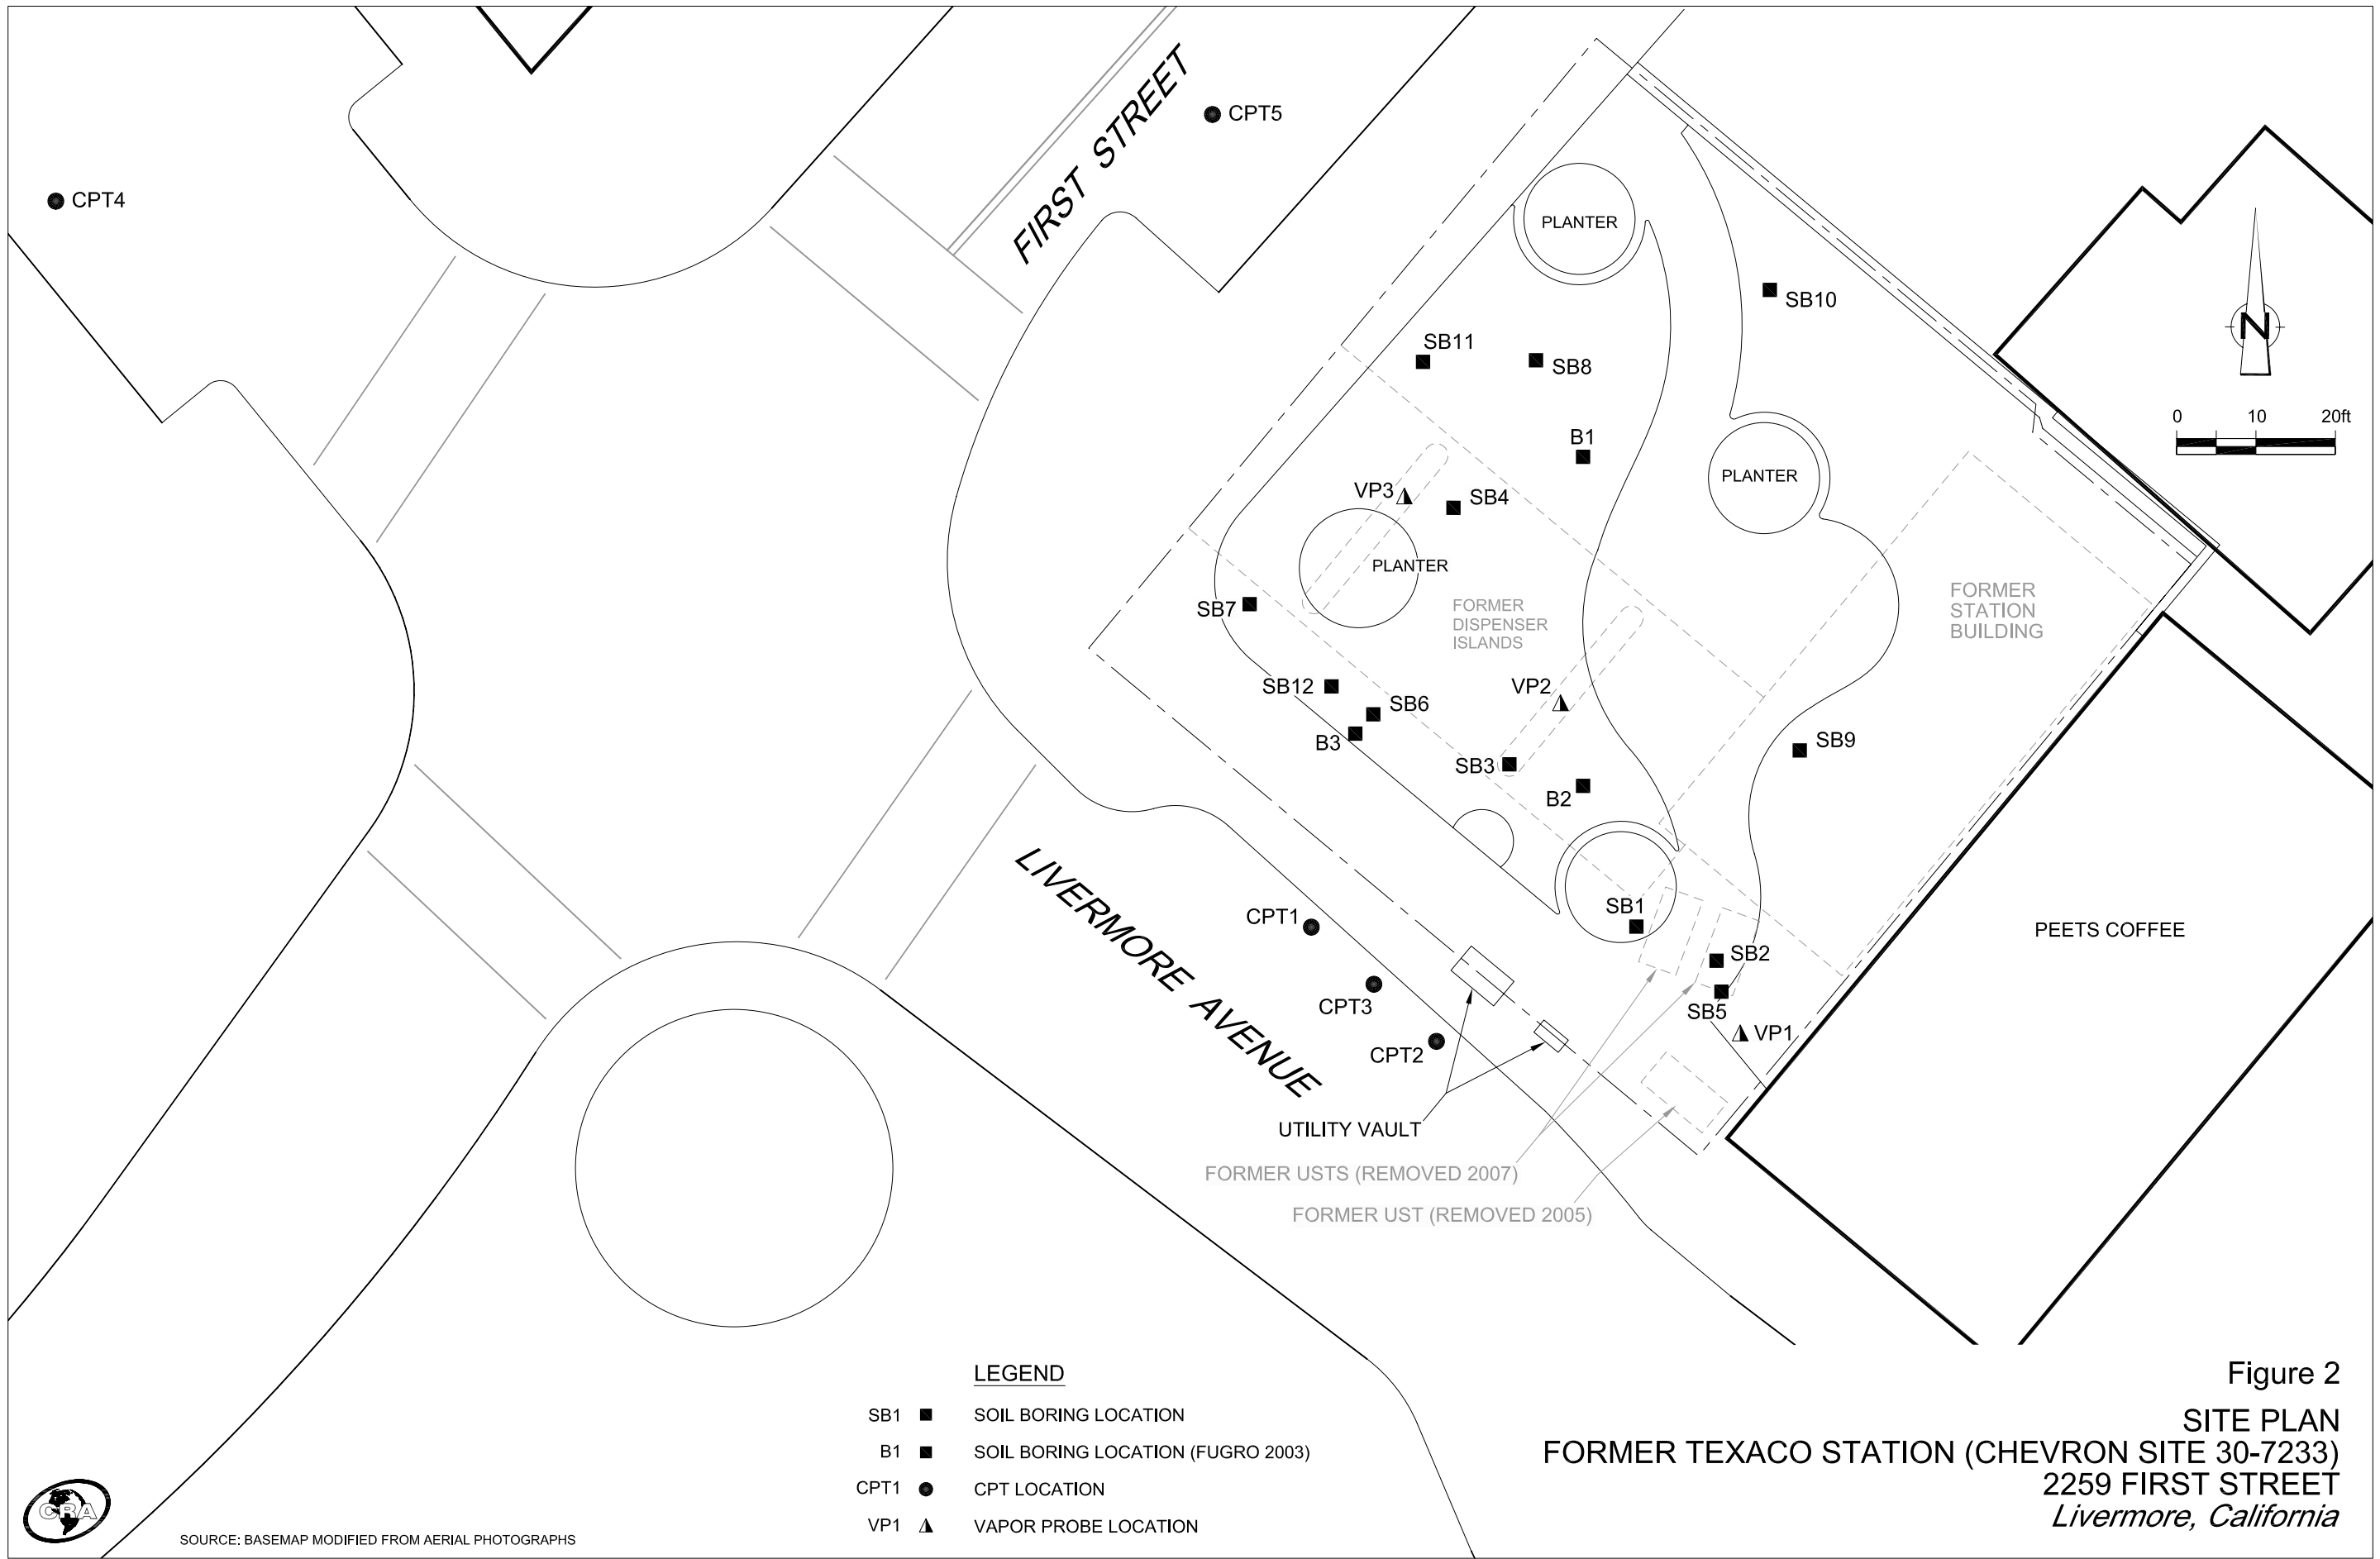 FIRST STREET
CPT5
CPT4
PLANTER
SB10
N
SB11
SB8
0 10 20ft
B1
PLANTER
VP3
SB4
PLANTER
FORMER
DISPENSER
ISLANDS
FORMER
STATION
BUILDING
SB7
SB12
VP2
SB6
B3
SB9
SB3
B2
LIVERMORE AVENUE
CPT1
SB1
PEETS COFFEE
SB2
CPT3
SB5
VP1
CPT2
UTILITY VAULT
FORMER USTS (REMOVED 2007)
FORMER UST (REMOVED 2005)
LEGEND
SB1 SOIL BORING LOCATION
B1 SOIL BORING LOCATION (FUGRO 2003)
CPT1 CPT LOCATION
VP1 VAPOR PROBE LOCATION
CRA
SOURCE: BASEMAP MODIFIED FROM AERIAL PHOTOGRAPHS
Figure 2
SITE PLAN
FORMER TEXACO STATION (CHEVRON SITE 30-7233)
2259 FIRST STREET
Livermore, California